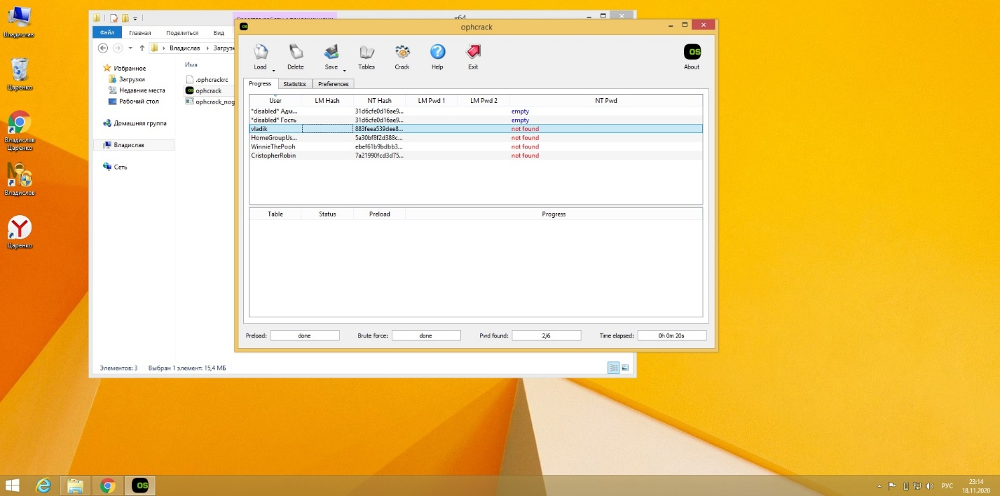 Владислав
Царенко
Владислав
Царенко
Владислав
Царенко
x64
Файл
Главная
Поделиться
Вид
Владислав
Избранное
Загрузки
Недавние места
Рабочий стол
Домашняя группа
Владислав
Сеть
Имя
.ophcrackrc
ophcrack
ophcrack_nog
Элементов: 3 Выбран 1 элемент: 15,4 МБ
ophcrack
Load Delete Save Tables Crack Help Exit About
Progress Statistics Preferences
User LM Hash NT Hash LM Pwd 1 LM Pwd 2 NT Pwd
*disabled* Адм... 31d6cfe0d16ae9... empty
*disabled* Гость 31d6cfe0d16ae9... empty
vladik 883feea539dee8... not found
HomeGroupUs... 5a30bf8f2d388c... not found
WinnieThePooh ebef61b9bdbb3... not found
CristopherRobin 7a21990fcd3d75... not found
Table Status Preload Progress
Preload: done Brute force: done Pwd found: 2/6 Time elapsed: 0h 0m 20s
РУС
23:14
18.11.2020